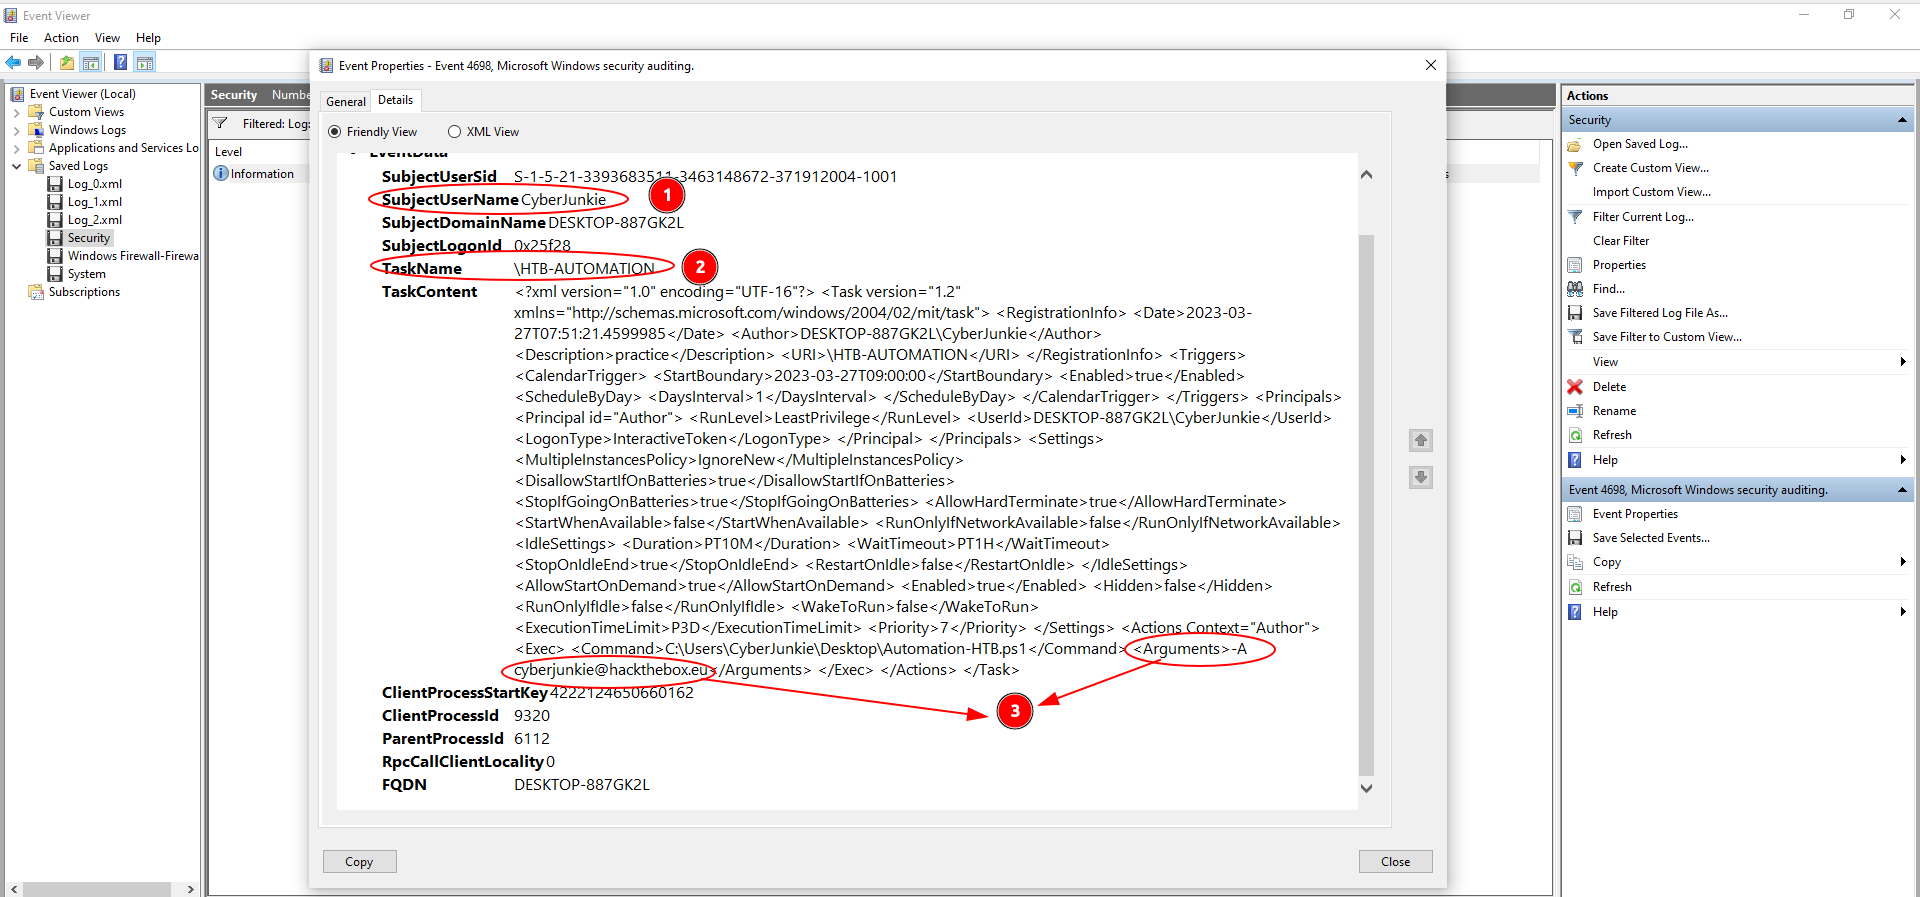 Event Viewer
File Action View Help
Event Viewer (Local)
Custom Views
Windows Logs
Applications and Services Lo
Saved Logs
Log_0.xml
Log_1.xml
Log_2.xml
Security
Windows Firewall-Firewa
System
Subscriptions
Security Numbe
Filtered: Log:
Level
Information
Event Properties - Event 4698, Microsoft Windows security auditing.
General Details
Friendly View XML View
EventData
SubjectUserSid S-1-5-21-3393683511-3463148672-371912004-1001
SubjectUserName CyberJunkie
1
SubjectDomainName DESKTOP-887GK2L
SubjectLogonId 0x25f28
TaskName \HTB-AUTOMATION
2
TaskContent <?xml version="1.0" encoding="UTF-16"?> <Task version="1.2"
xmlns="http://schemas.microsoft.com/windows/2004/02/mit/task"> <RegistrationInfo> <Date>2023-03-
27T07:51:21.4599985</Date> <Author>DESKTOP-887GK2L\CyberJunkie</Author>
<Description>practice</Description> <URI>\HTB-AUTOMATION</URI> </RegistrationInfo> <Triggers>
<CalendarTrigger> <StartBoundary>2023-03-27T09:00:00</StartBoundary> <Enabled>true</Enabled>
<ScheduleByDay> <DaysInterval>1</DaysInterval> </ScheduleByDay> </CalendarTrigger> </Triggers> <Principals>
<Principal id="Author"> <RunLevel>LeastPrivilege</RunLevel> <UserId>DESKTOP-887GK2L\CyberJunkie</UserId>
<LogonType>InteractiveToken</LogonType> </Principal> </Principals> <Settings>
<MultipleInstancesPolicy>IgnoreNew</MultipleInstancesPolicy>
<DisallowStartIfOnBatteries>true</DisallowStartIfOnBatteries>
<StopIfGoingOnBatteries>true</StopIfGoingOnBatteries> <AllowHardTerminate>true</AllowHardTerminate>
<StartWhenAvailable>false</StartWhenAvailable> <RunOnlyIfNetworkAvailable>false</RunOnlyIfNetworkAvailable>
<IdleSettings> <Duration>PT10M</Duration> <WaitTimeout>PT1H</WaitTimeout>
<StopOnIdleEnd>true</StopOnIdleEnd> <RestartOnIdle>false</RestartOnIdle> </IdleSettings>
<AllowStartOnDemand>true</AllowStartOnDemand> <Enabled>true</Enabled> <Hidden>false</Hidden>
<RunOnlyIfIdle>false</RunOnlyIfIdle> <WakeToRun>false</WakeToRun>
<ExecutionTimeLimit>P3D</ExecutionTimeLimit> <Priority>7</Priority> </Settings> <Actions Context="Author">
<Exec> <Command>C:\Users\CyberJunkie\Desktop\Automation-HTB.ps1</Command> <Arguments>-A
cyberjunkie@hackthebox.eu</Arguments> </Exec> </Actions> </Task>
3
ClientProcessStartKey 4222124650660162
ClientProcessId 9320
ParentProcessId 6112
RpcCallClientLocality 0
FQDN DESKTOP-887GK2L
Copy
Close
s
Actions
Security
Open Saved Log...
Create Custom View...
Import Custom View...
Filter Current Log...
Clear Filter
Properties
Find...
Save Filtered Log File As...
Save Filter to Custom View...
View
Delete
Rename
Refresh
Help
Event 4698, Microsoft Windows security auditing.
Event Properties
Save Selected Events...
Copy
Refresh
Help